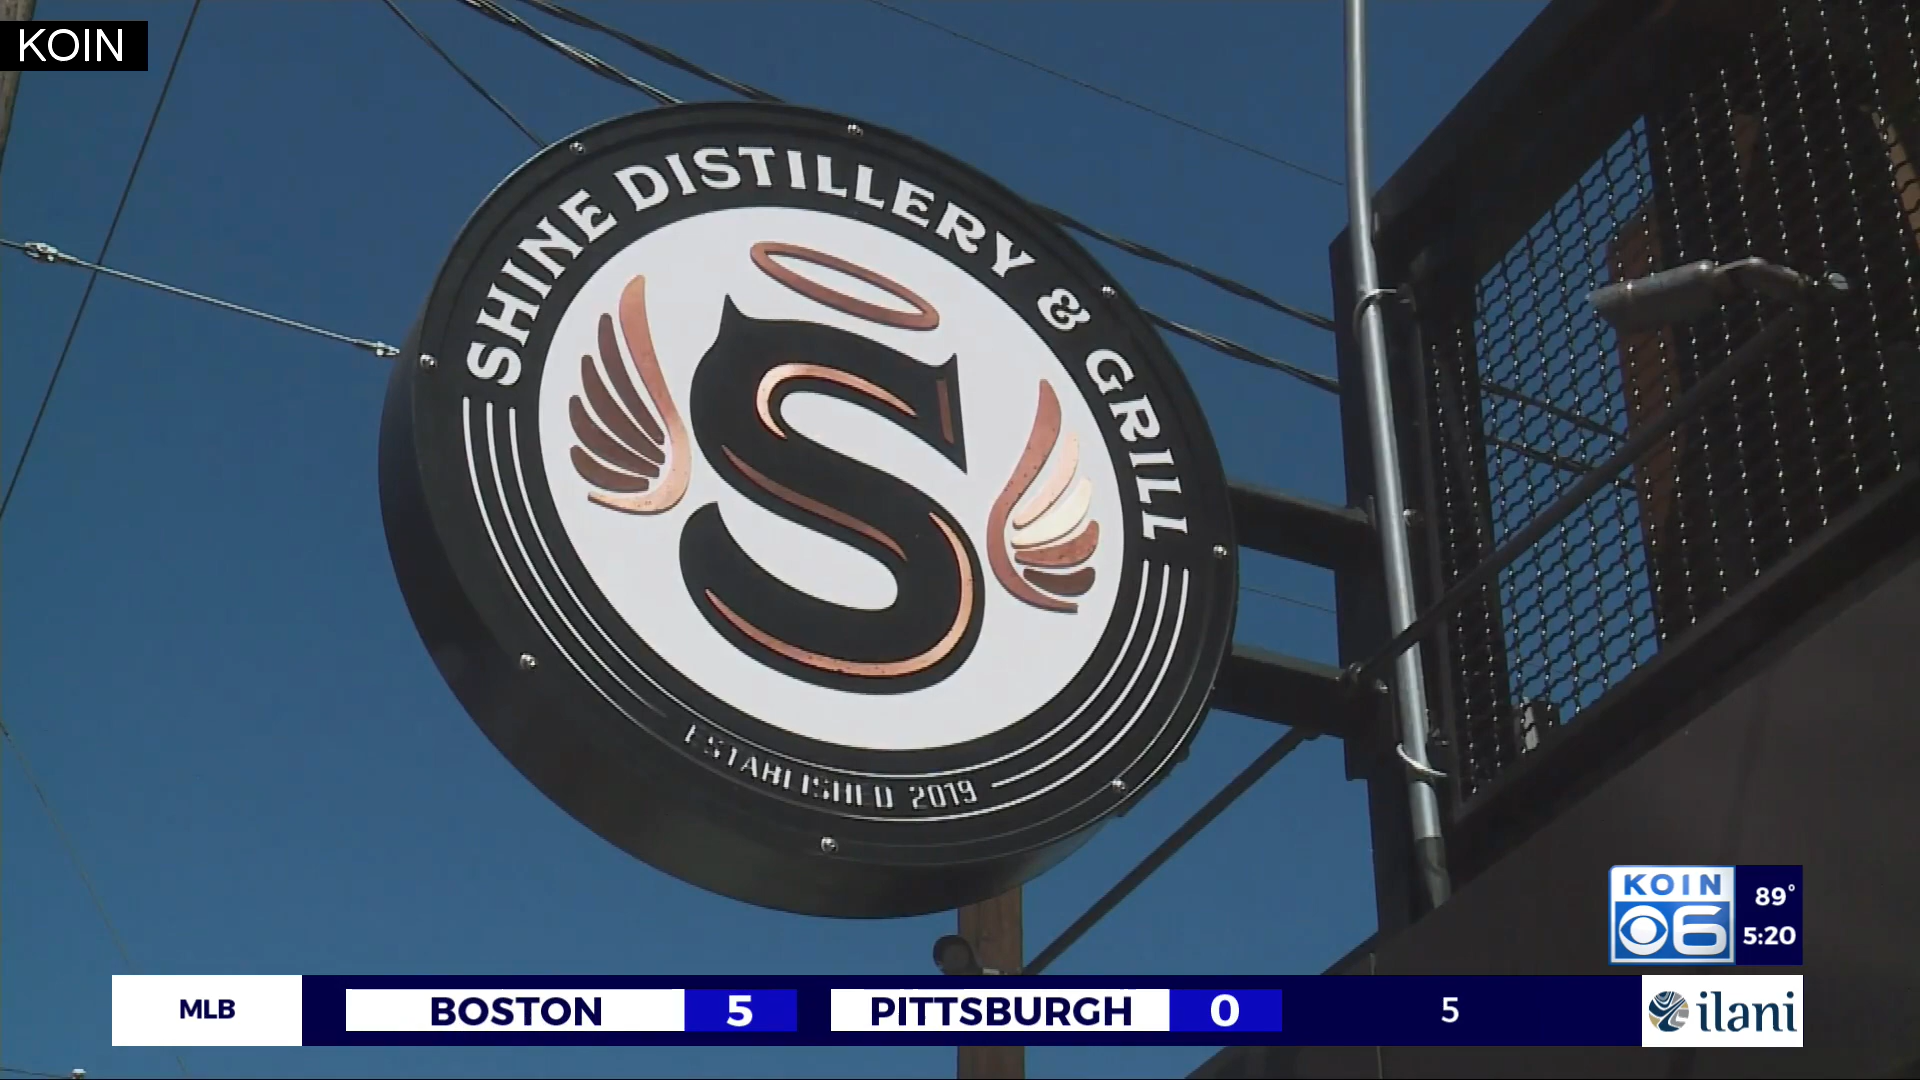 KOIN
SHINE DISTILLERY & GRILL
S
ESTABLISHED 2019
KOIN
6
89°
5:20
MLB BOSTON 5 PITTSBURGH 0 5 ilani